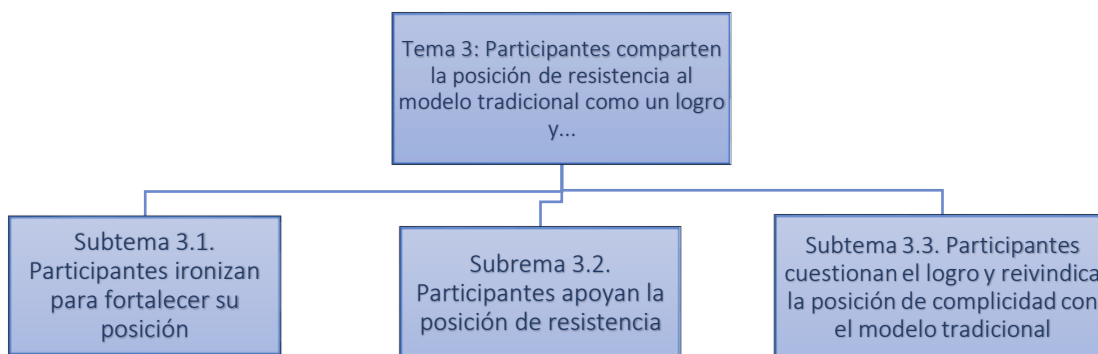 Tema 3: Participantes comparten
la posición de resistencia al
modelo tradicional como un logro
y...
Subtema 3.1.
Participantes ironizan
para fortalecer su
posición
Subrema 3.2.
Participantes apoyan la
posición de resistencia
Subtema 3.3. Participantes
cuestionan el logro y reivindica
la posición de complicidad con
el modelo tradicional